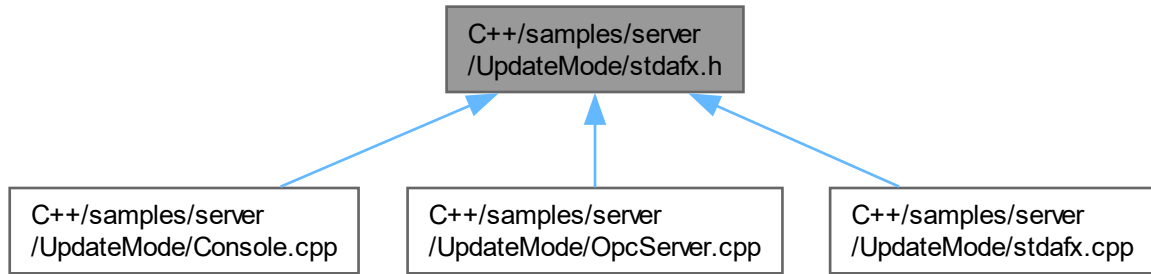 C++/samples/server
/UpdateMode/stdafx.h
C++/samples/server
/UpdateMode/Console.cpp
C++/samples/server
/UpdateMode/OpcServer.cpp
C++/samples/server
/UpdateMode/stdafx.cpp